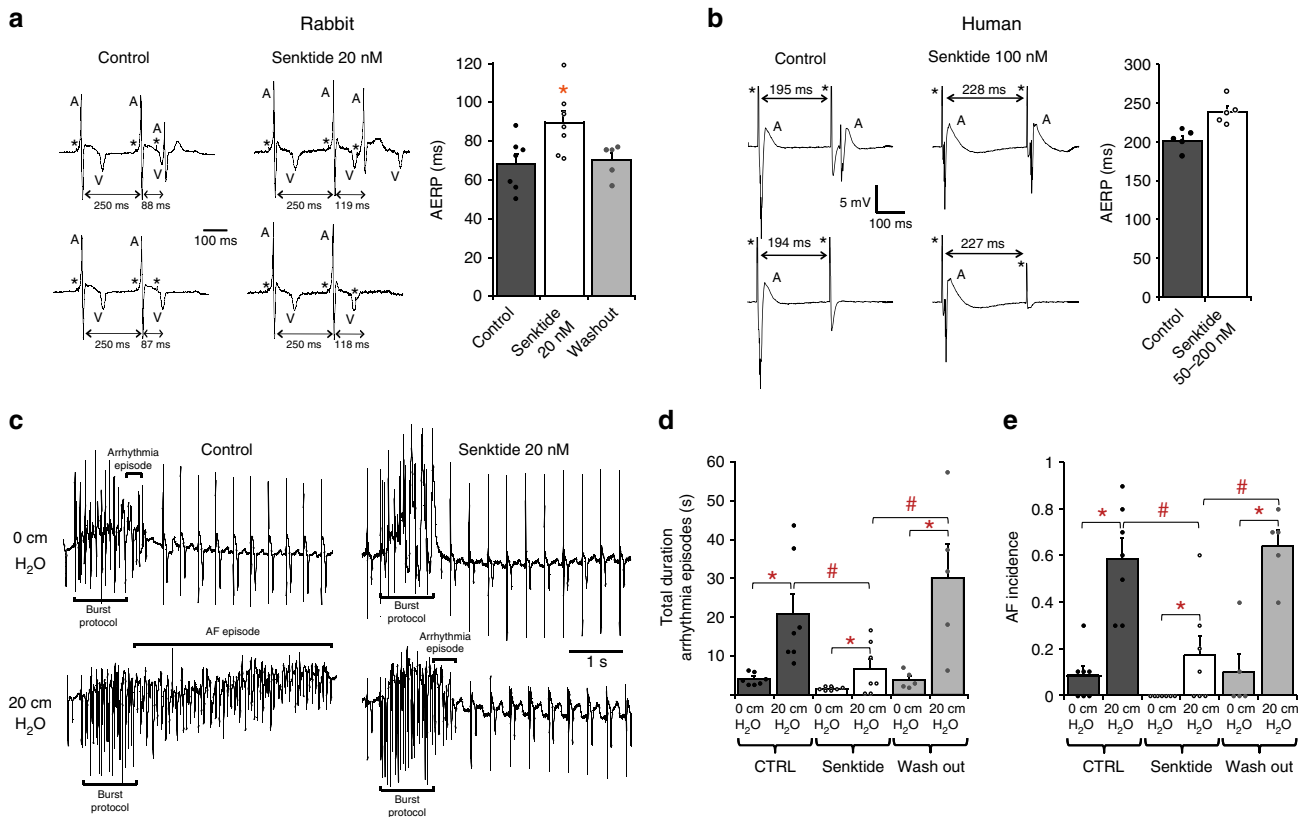 a
Rabbit
Control
Senktide 20 nM
A
A
A
A
A
A
*
*
*
*
*
*
V
V
V
V
V
250 ms
88 ms
250 ms
119 ms
100 ms
A
A
A
A
*
*
*
*
*
*
V
V
V
V
250 ms
87 ms
250 ms
118 ms
AERP (ms)
120
100
80
60
40
20
0
*
Control
Senktide
20 nM
Washout
b
Human
Control
Senktide 100 nM
* 195 ms *
* 228 ms *
A
A
A
A
5 mV
100 ms
* 194 ms *
* 227 ms
*
A
A
AERP (ms)
300
250
200
150
100
50
0
Control
Senktide
50–200 nM
c
Control
Senktide 20 nM
Arrhythmia
episode
0 cm
H2O
Burst
protocol
Burst
protocol
AF episode
Arrhythmia
episode
1 s
20 cm
H2O
Burst
protocol
Burst
protocol
d
Total duration
arrhythmia episodes (s)
60
50
40
30
20
10
0
*
#
*
#
*
0 cm
H2O
20 cm
H2O
0 cm
H2O
20 cm
H2O
0 cm
H2O
20 cm
H2O
CTRL
Senktide
Wash out
e
AF incidence
1
0.8
0.6
0.4
0.2
0
*
#
*
#
*
0 cm
H2O
20 cm
H2O
0 cm
H2O
20 cm
H2O
0 cm
H2O
20 cm
H2O
CTRL
Senktide
Wash out